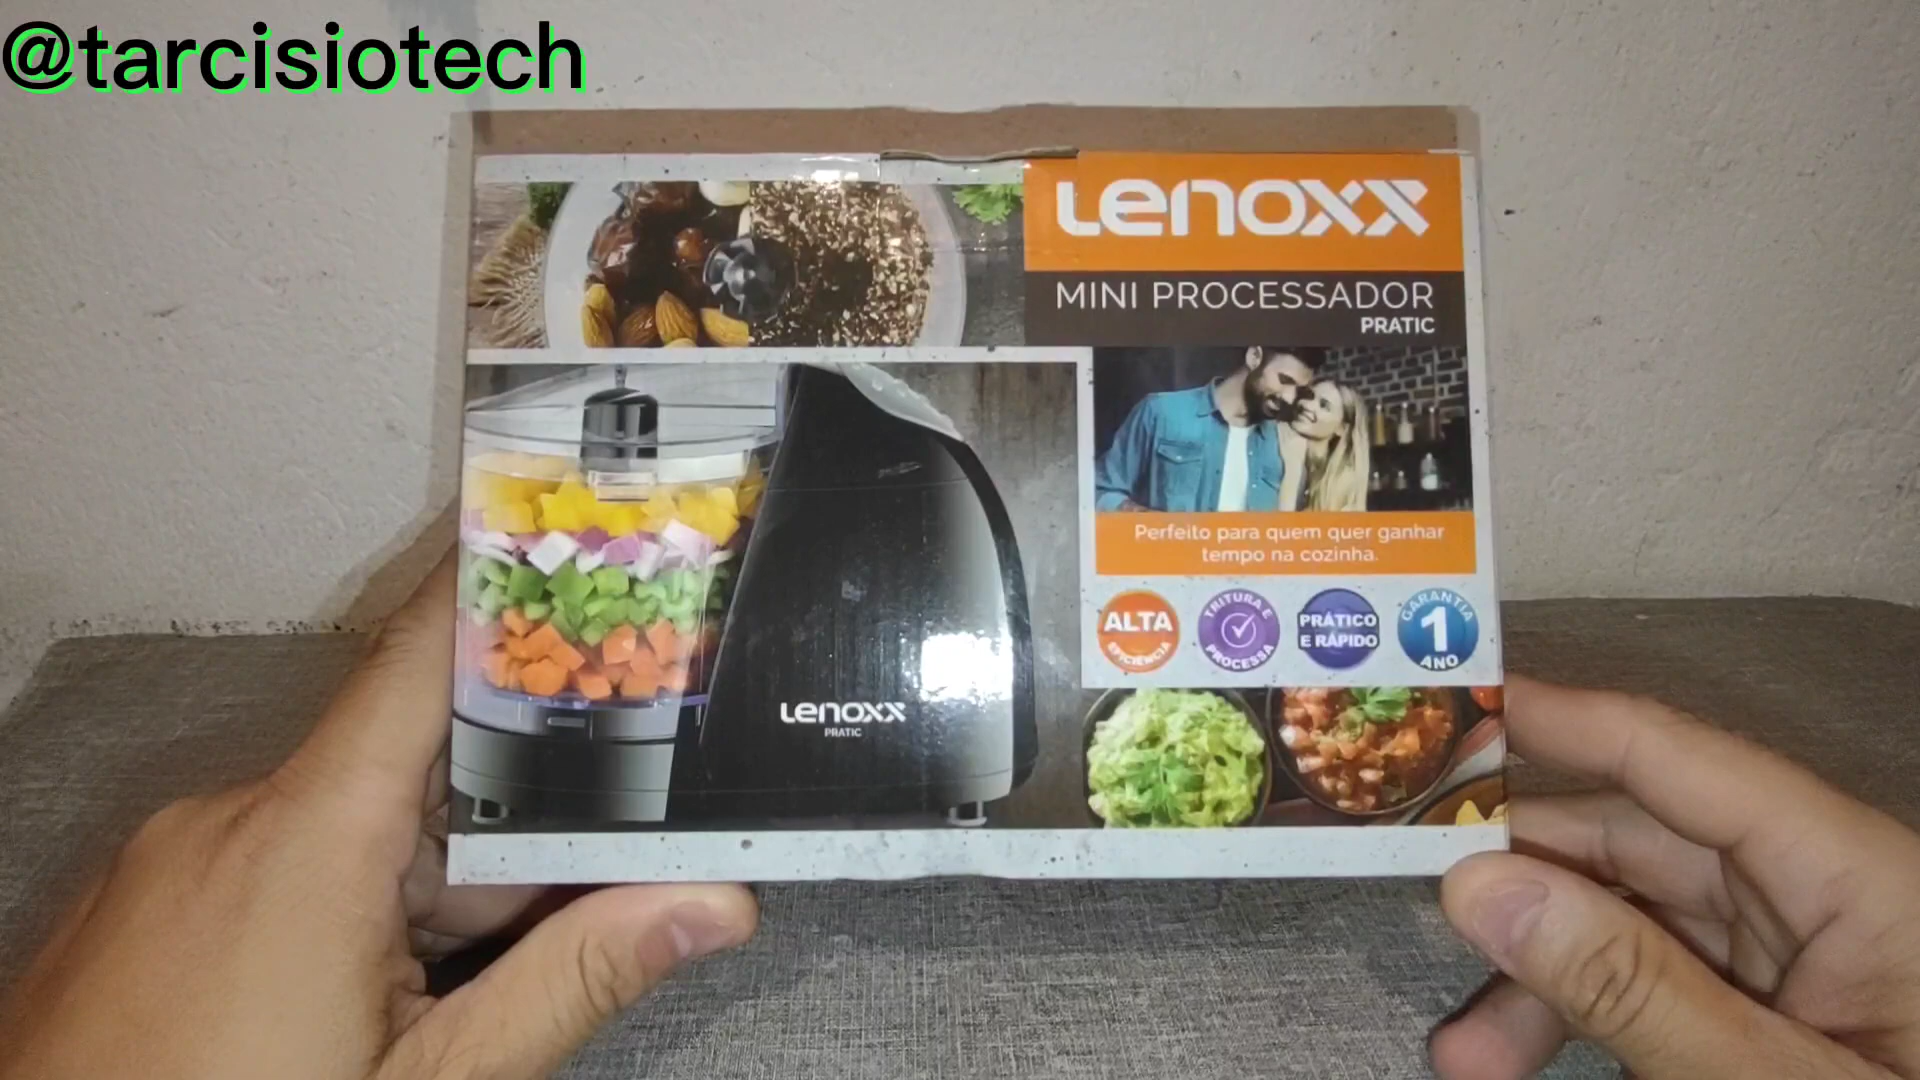 @tarcisiotech
Lenoxx
MINI PROCESSADOR
PRATIC
Perfeito para quem quer ganhar
tempo na cozinha.
ALTA
EFICIÊNCIA
TRITURA E
PROCESSA
PRÁTICO
E RÁPIDO
GARANTIA
1
ANO
Lenoxx
PRATIC